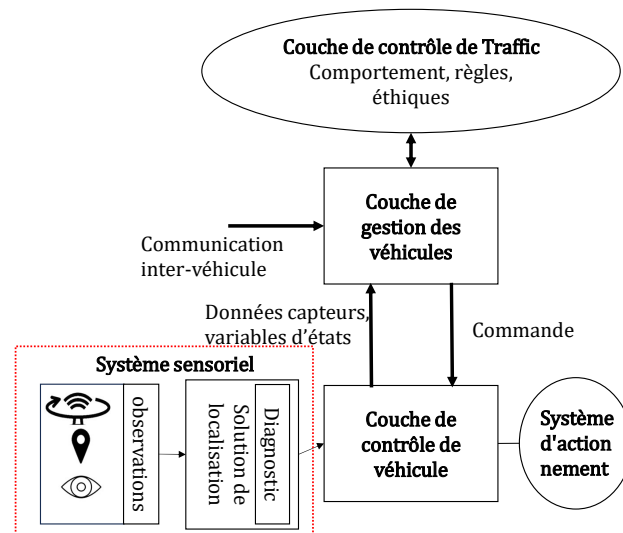 Couche de contrôle de Traffic
Comportement, règles,
éthiques
Couche de
gestion des
véhicules
Communication
inter-véhicule
Données capteurs,
variables d'états
Commande
Système sensoriel
observations
Solution de
localisation
Diagnostic
Couche de
contrôle de
véhicule
Système
d'action
nement